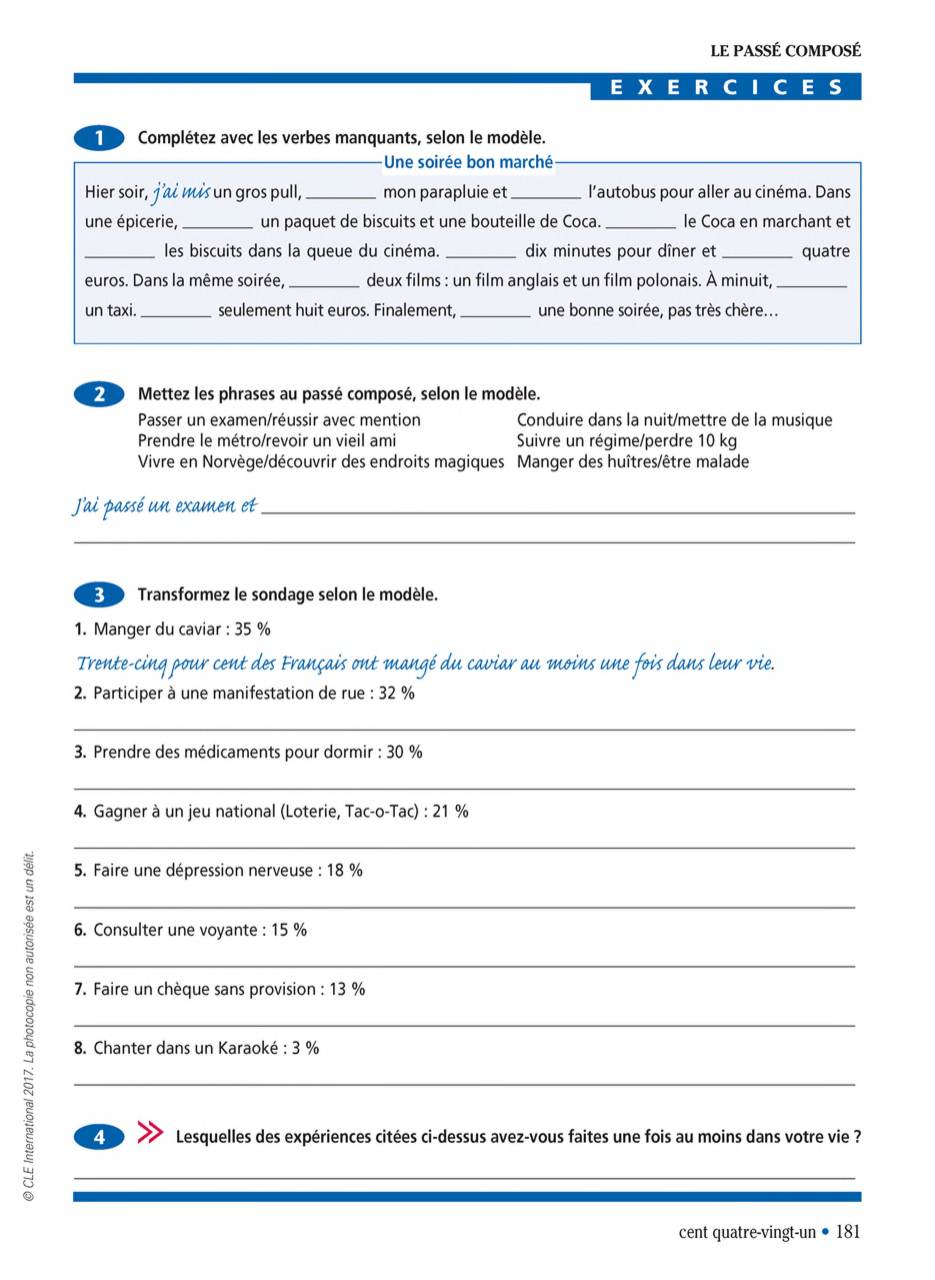 LE PASSÉ COMPOSÉ
EXERCICES
1 Complétez avec les verbes manquants, selon le modèle.
Une soirée bon marché
Hier soir, j'ai mis un gros pull, ________ mon parapluie et ________ l'autobus pour aller au cinéma. Dans
une épicerie, ________ un paquet de biscuits et une bouteille de Coca. ________ le Coca en marchant et
________ les biscuits dans la queue du cinéma. ________ dix minutes pour dîner et ________ quatre
euros. Dans la même soirée, ________ deux films : un film anglais et un film polonais. À minuit, ________
un taxi. ________ seulement huit euros. Finalement, ________ une bonne soirée, pas très chère…
2 Mettez les phrases au passé composé, selon le modèle.
Passer un examen/réussir avec mention Conduire dans la nuit/mettre de la musique
Prendre le métro/revoir un vieil ami Suivre un régime/perdre 10 kg
Vivre en Norvège/découvrir des endroits magiques Manger des huîtres/être malade
J'ai passé un examen et
3 Transformez le sondage selon le modèle.
1. Manger du caviar : 35 %
Trente-cinq pour cent des Français ont mangé du caviar au moins une fois dans leur vie.
2. Participer à une manifestation de rue : 32 %
3. Prendre des médicaments pour dormir : 30 %
4. Gagner à un jeu national (Loterie, Tac-o-Tac) : 21 %
5. Faire une dépression nerveuse : 18 %
6. Consulter une voyante : 15 %
7. Faire un chèque sans provision : 13 %
8. Chanter dans un Karaoké : 3 %
4 Lesquelles des expériences citées ci-dessus avez-vous faites une fois au moins dans votre vie ?
© CLE International 2017. La photocopie non autorisée est un délit.
cent quatre-vingt-un • 181